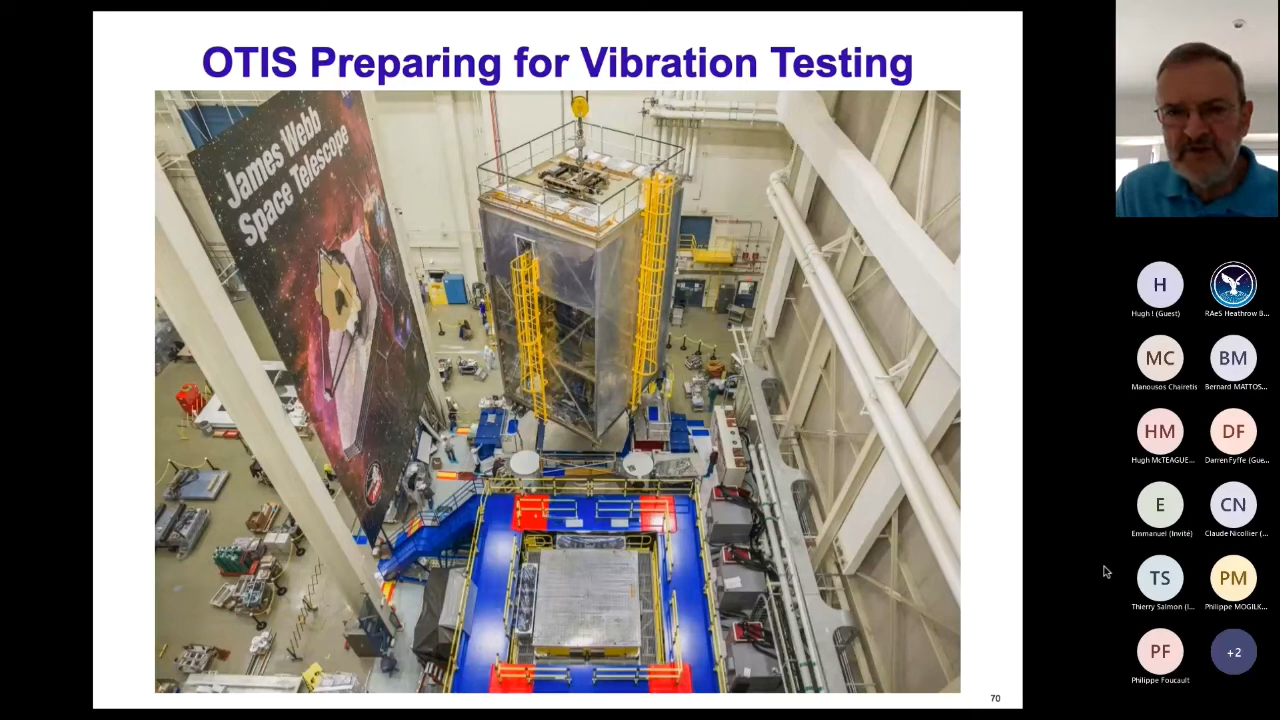 OTIS Preparing for Vibration Testing
James Webb
Space Telescope
70
H
Hugh ! (Guest)
RAeS Heathrow B...
MC
Manousos Chairetis
BM
Bernard MATTOS...
HM
Hugh McTEAGUE...
DF
Darren Fyffe (Gue...
E
Emmanuel (Invité)
CN
Claude Nicollier (...
TS
Thierry Salmon (I...
PM
Philippe MOGILK...
PF
Philippe Foucault
+2